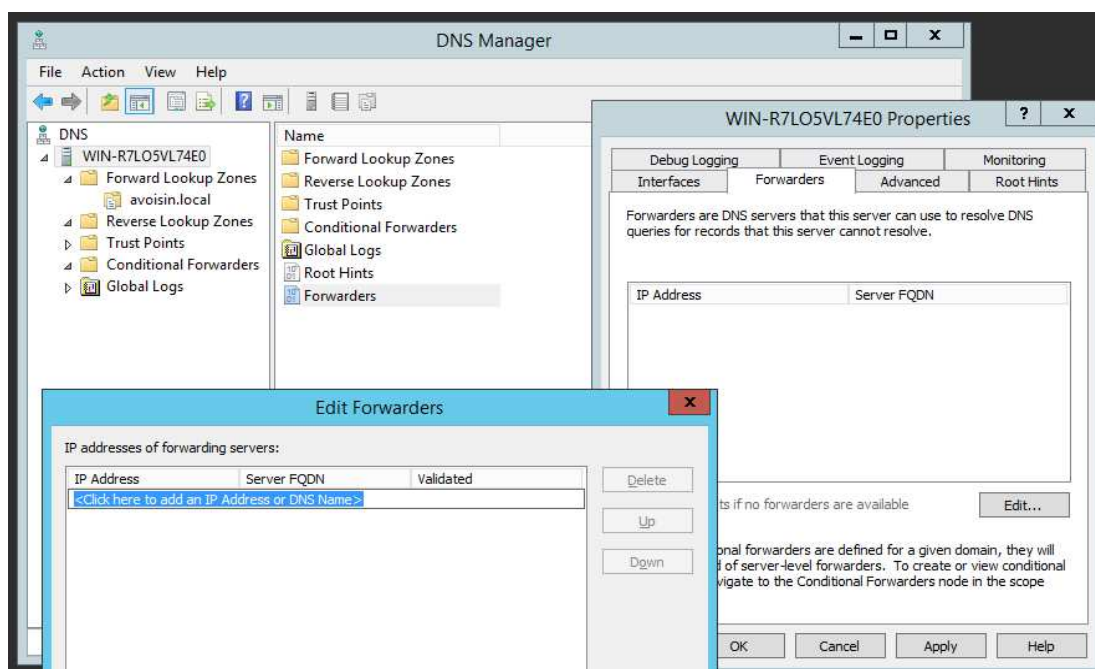 DNS Manager
File Action View Help
DNS
WIN-R7LO5VL74E0
Forward Lookup Zones
avoisin.local
Reverse Lookup Zones
Trust Points
Conditional Forwarders
Global Logs
Name
Forward Lookup Zones
Reverse Lookup Zones
Trust Points
Conditional Forwarders
Global Logs
Root Hints
Forwarders
WIN-R7LO5VL74E0 Properties
? x
Debug Logging Event Logging Monitoring
Interfaces Forwarders Advanced Root Hints
Forwarders are DNS servers that this server can use to resolve DNS
queries for records that this server cannot resolve.
IP Address Server FQDN
ts if no forwarders are available Edit...
onal forwarders are defined for a given domain, they will
d of server-level forwarders. To create or view conditional
vigate to the Conditional Forwarders node in the scope
OK Cancel Apply Help
Edit Forwarders
x
IP addresses of forwarding servers:
IP Address Server FQDN Validated
<Click here to add an IP Address or DNS Name>
Delete
Up
Down